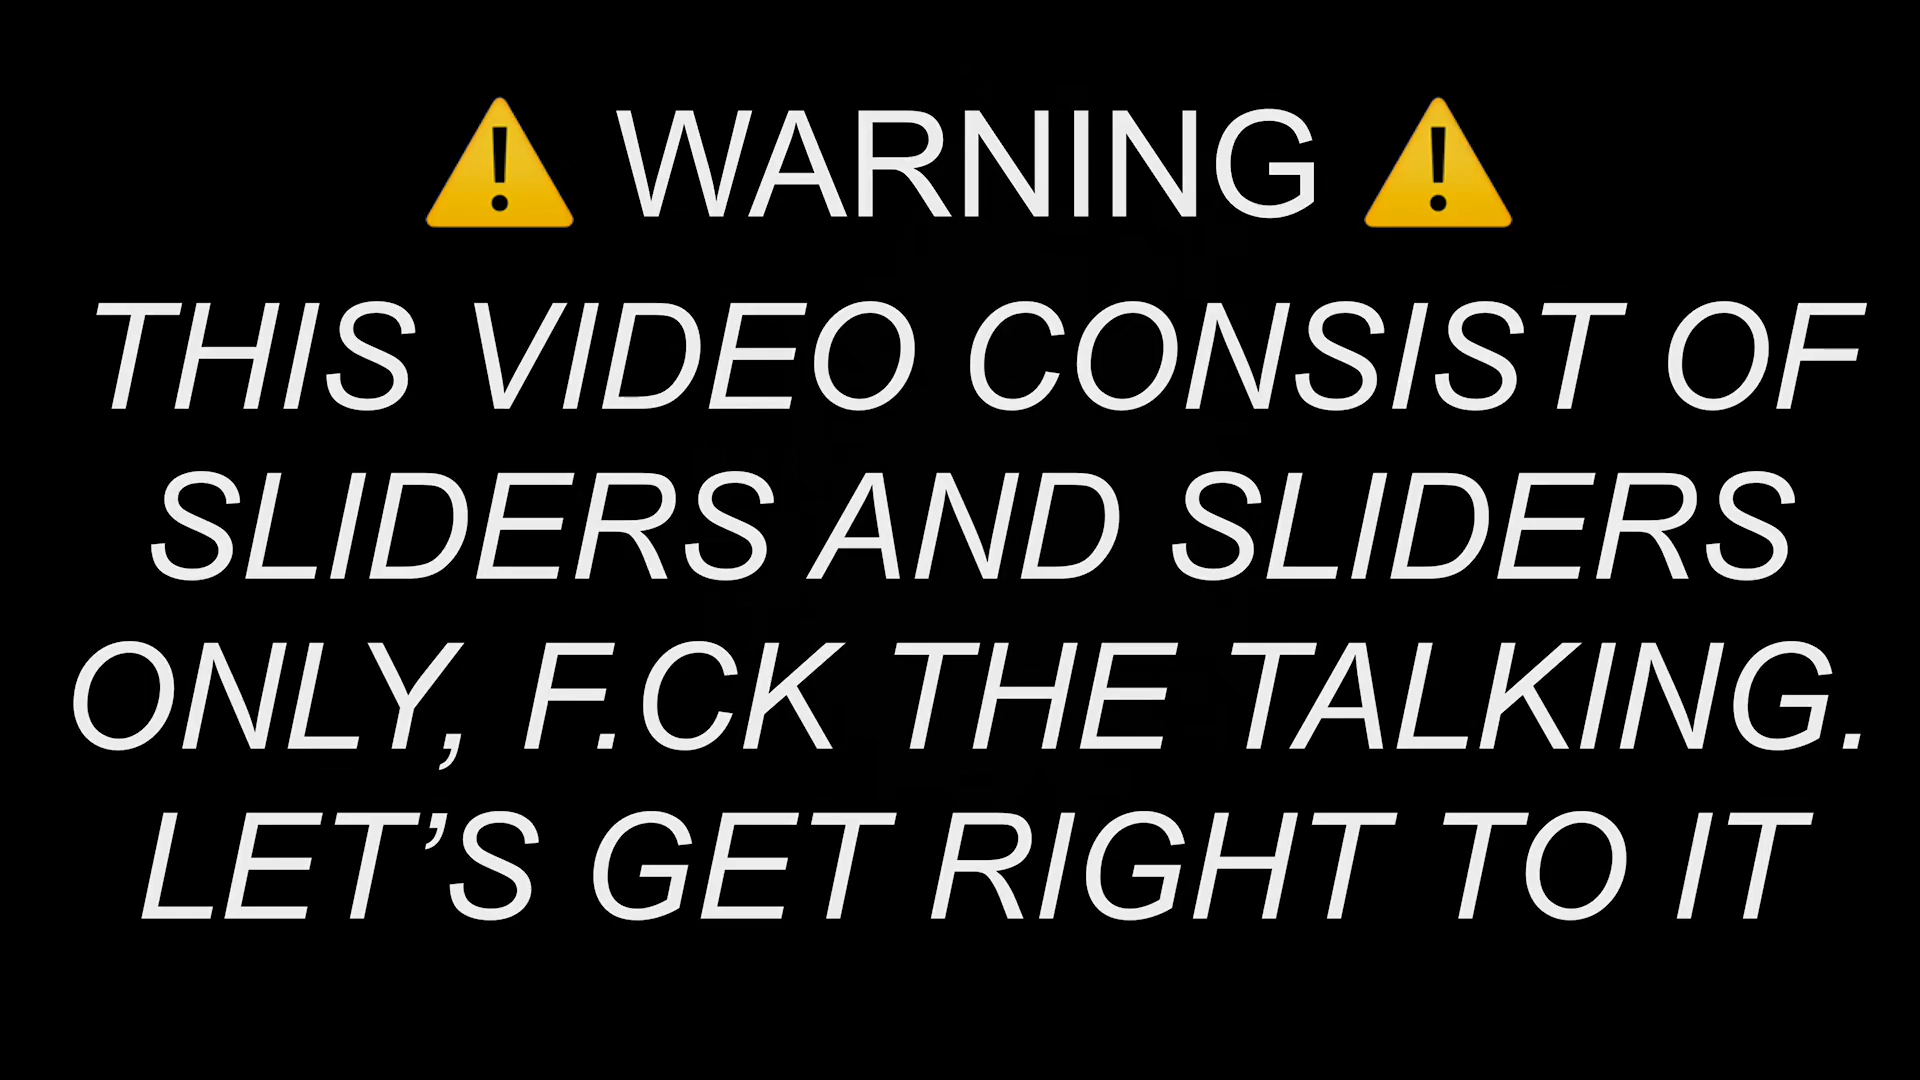 ⚠️ WARNING ⚠️
THIS VIDEO CONSIST OF
SLIDERS AND SLIDERS
ONLY, F.CK THE TALKING.
LET’S GET RIGHT TO IT